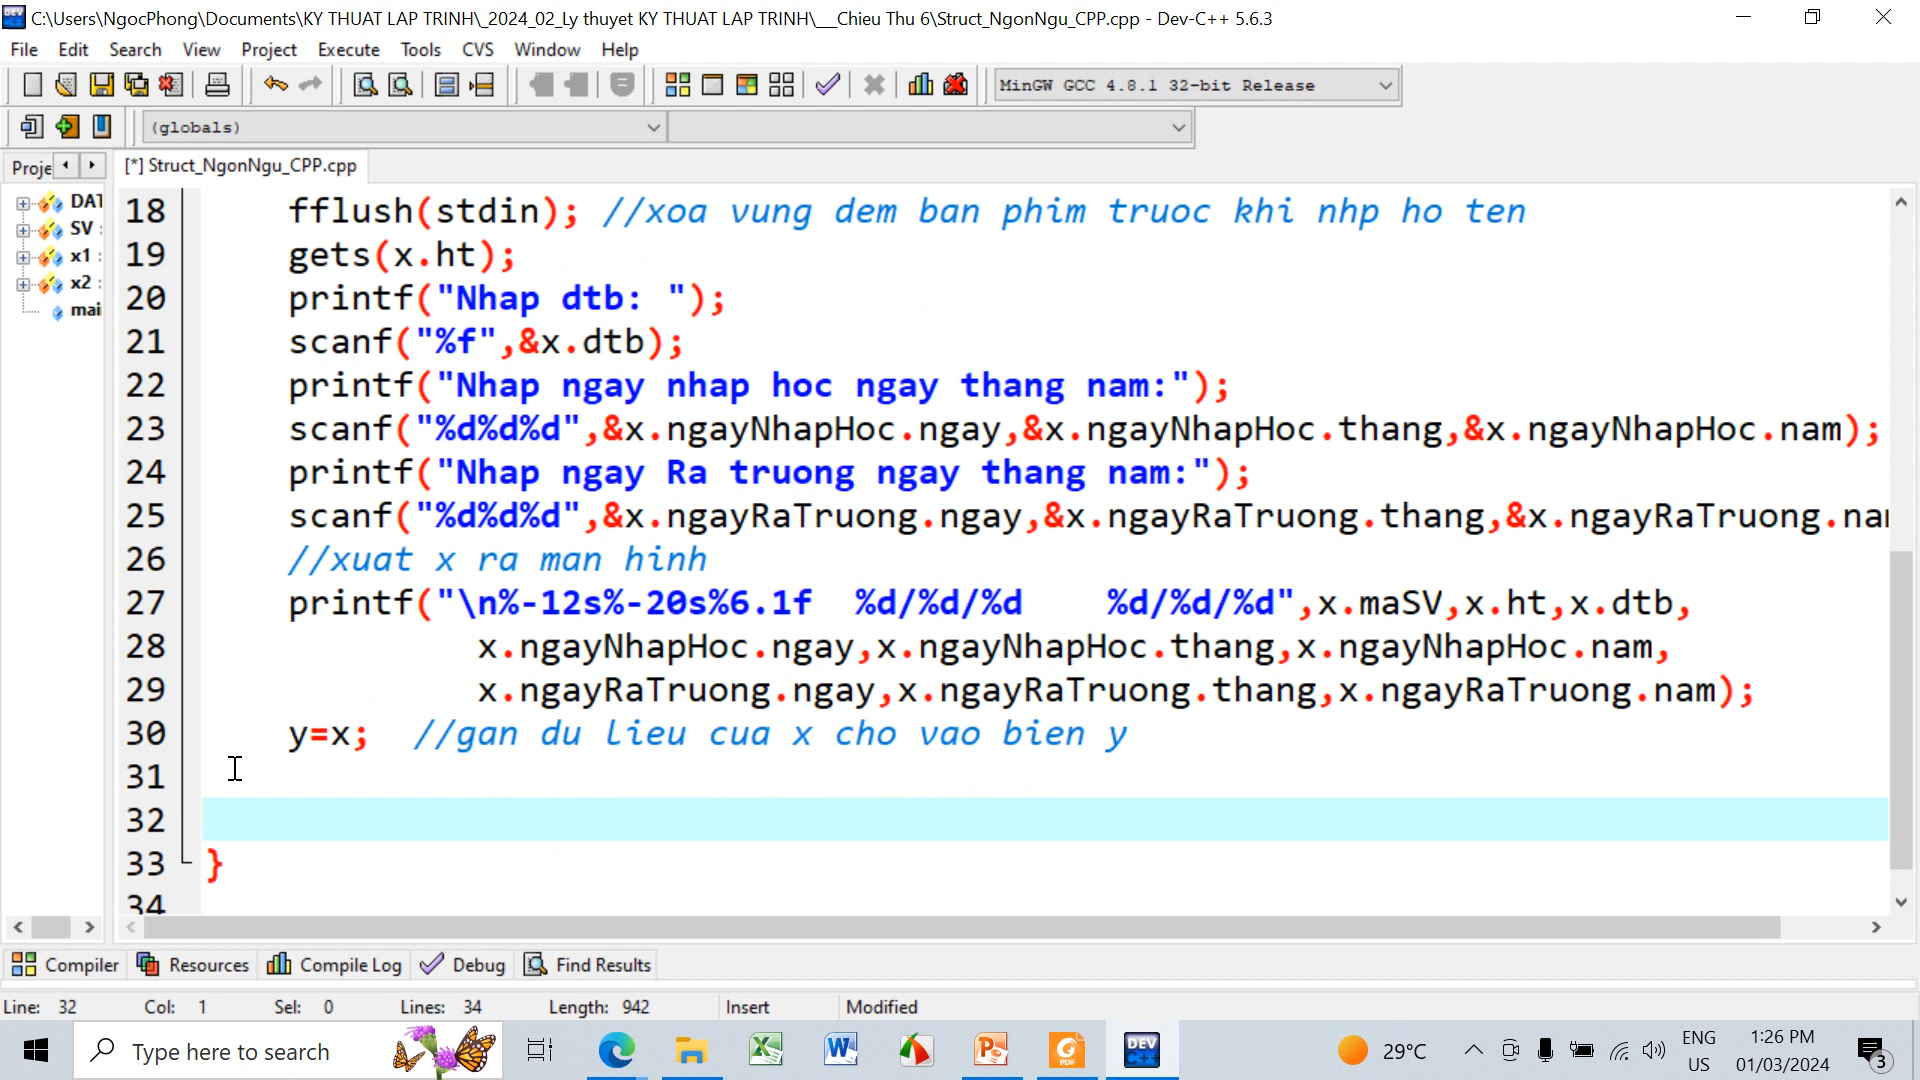 C:\Users\NgocPhong\Documents\KY THUAT LAP TRINH\_2024_02_Ly thuyet KY THUAT LAP TRINH\__Chieu Thu 6\Struct_NgonNgu_CPP.cpp - Dev-C++ 5.6.3
File Edit Search View Project Execute Tools CVS Window Help
MinGW GCC 4.8.1 32-bit Release
(globals)
Proje [*] Struct_NgonNgu_CPP.cpp
DAT
SV :
x1 :
x2 :
mai
18 fflush(stdin); //xoa vung dem ban phim truoc khi nhp ho ten
19 gets(x.ht);
20 printf("Nhap dtb: ");
21 scanf("%f",&x.dtb);
22 printf("Nhap ngay nhap hoc ngay thang nam:");
23 scanf("%d%d%d",&x.ngayNhapHoc.ngay,&x.ngayNhapHoc.thang,&x.ngayNhapHoc.nam);
24 printf("Nhap ngay Ra truong ngay thang nam:");
25 scanf("%d%d%d",&x.ngayRaTruong.ngay,&x.ngayRaTruong.thang,&x.ngayRaTruong.na
26 //xuat x ra man hinh
27 printf("\n%-12s%-20s%6.1f  %d/%d/%d    %d/%d/%d",x.maSV,x.ht,x.dtb,
28 x.ngayNhapHoc.ngay,x.ngayNhapHoc.thang,x.ngayNhapHoc.nam,
29 x.ngayRaTruong.ngay,x.ngayRaTruong.thang,x.ngayRaTruong.nam);
30 y=x;  //gan du lieu cua x cho vao bien y
31
32
33 }
34
Compiler Resources Compile Log Debug Find Results
Line: 32 Col: 1 Sel: 0 Lines: 34 Length: 942 Insert Modified
Type here to search
29°C
ENG
US
1:26 PM
01/03/2024
3